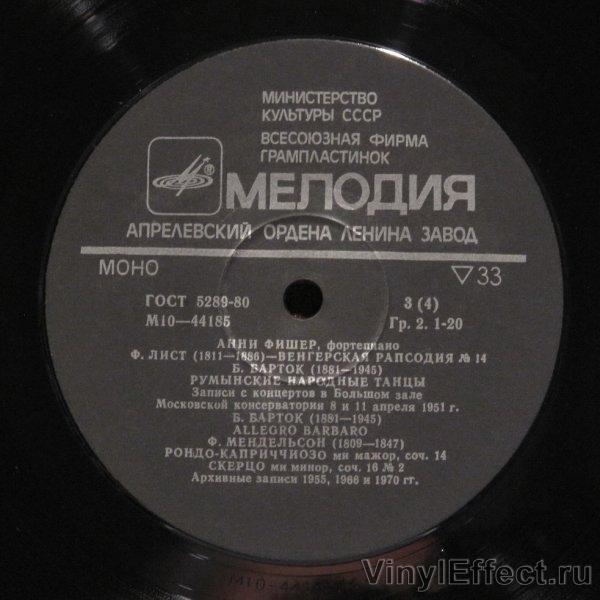 МИНИСТЕРСТВО
КУЛЬТУРЫ СССР
ВСЕСОЮЗНАЯ ФИРМА
ГРАМПЛАСТИНОК
®
МЕЛОДИЯ
АПРЕЛЕВСКИЙ ОРДЕНА ЛЕНИНА ЗАВОД
МОНО ▽33
ГОСТ 5289-80 3 (4)
М10—44185 Гр. 2. 1-20
АННИ ФИШЕР, фортепиано
Ф. ЛИСТ (1811—1886)—ВЕНГЕРСКАЯ РАПСОДИЯ № 14
Б. БАРТОК (1881—1945)
РУМЫНСКИЕ НАРОДНЫЕ ТАНЦЫ
Записи с концертов в Большом зале
Московской консерватории 8 и 11 апреля 1951 г.
Б. БАРТОК (1881—1945)
ALLEGRO BARBARO
Ф. МЕНДЕЛЬСОН (1809—1847)
РОНДО-КАПРИЧЧИОЗО ми мажор, соч. 14
СКЕРЦО ми минор, соч. 16 № 2
Архивные записи 1955, 1966 и 1970 гг.
VinylEffect.ru